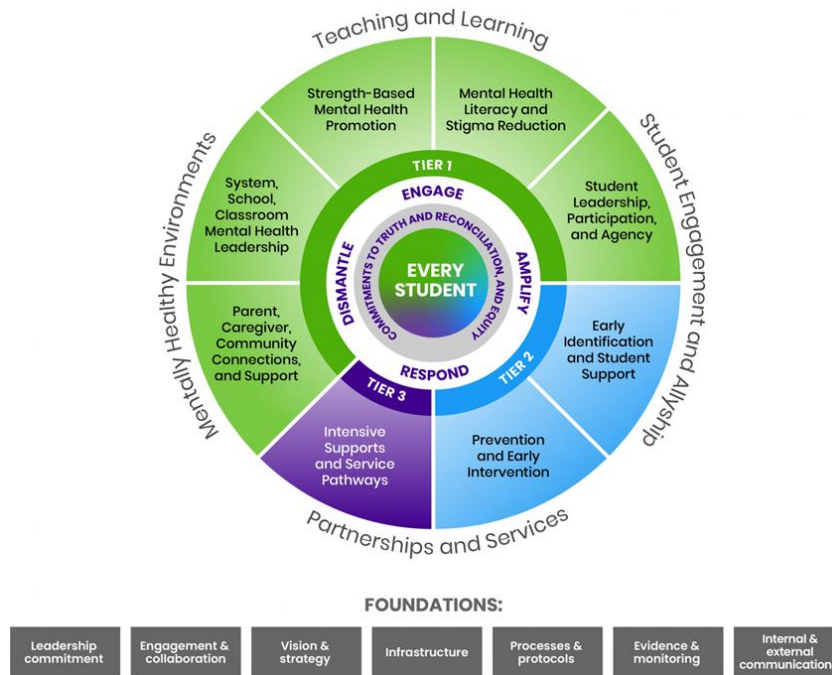 Teaching and Learning
Strength-Based
Mental Health
Promotion
Mental Health
Literacy and
Stigma Reduction
Student Engagement and Allyship
Mentally Healthy Environments
System,
School,
Classroom
Mental Health
Leadership
Student
Leadership,
Participation,
and Agency
TIER 1
ENGAGE
DISMANTLE
AMPLIFY
COMMITMENTS TO TRUTH AND RECONCILIATION, AND EQUITY
EVERY
STUDENT
Parent,
Caregiver,
Community
Connections,
and Support
Early
Identification
and Student
Support
RESPOND
TIER 2
TIER 3
Intensive
Supports
and Service
Pathways
Prevention
and Early
Intervention
Partnerships and Services
FOUNDATIONS:
Leadership
commitment
Engagement &
collaboration
Vision &
strategy
Infrastructure
Processes &
protocols
Evidence &
monitoring
Internal &
external
communication